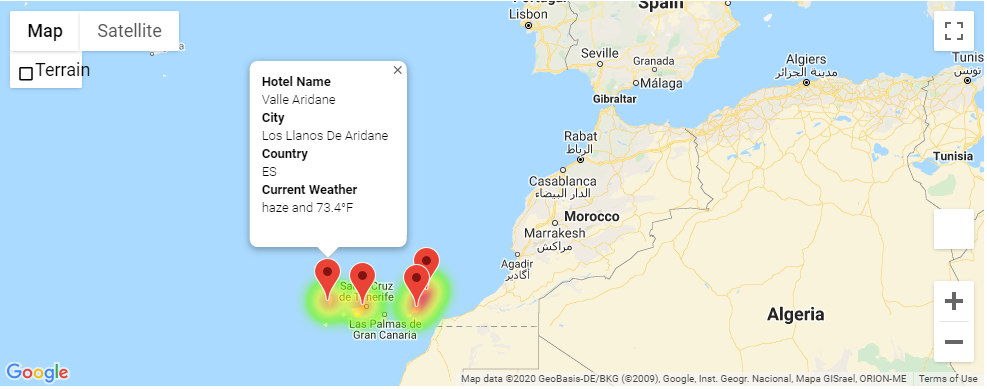 Map
Satellite
Terrain
Hotel Name
Valle Aridane
City
Los Llanos De Aridane
Country
ES
Current Weather
haze and 73.4°F
Spain
Lisbon
Seville
Granada
Málaga
Gibraltar
Algiers
مدينة الجزائر
Tunis
تونس
Tunisia
Rabat
الرباط
Casablanca
الدار البيضاء
Morocco
Marrakesh
مراكش
Agadir
أكادير
de Tenerife
Las Palmas de
Gran Canaria
Algeria
Google
Map data ©2020 GeoBasis-DE/BKG (©2009), Google, Inst. Geogr. Nacional, Mapa GISrael, ORION-ME
Terms of Use